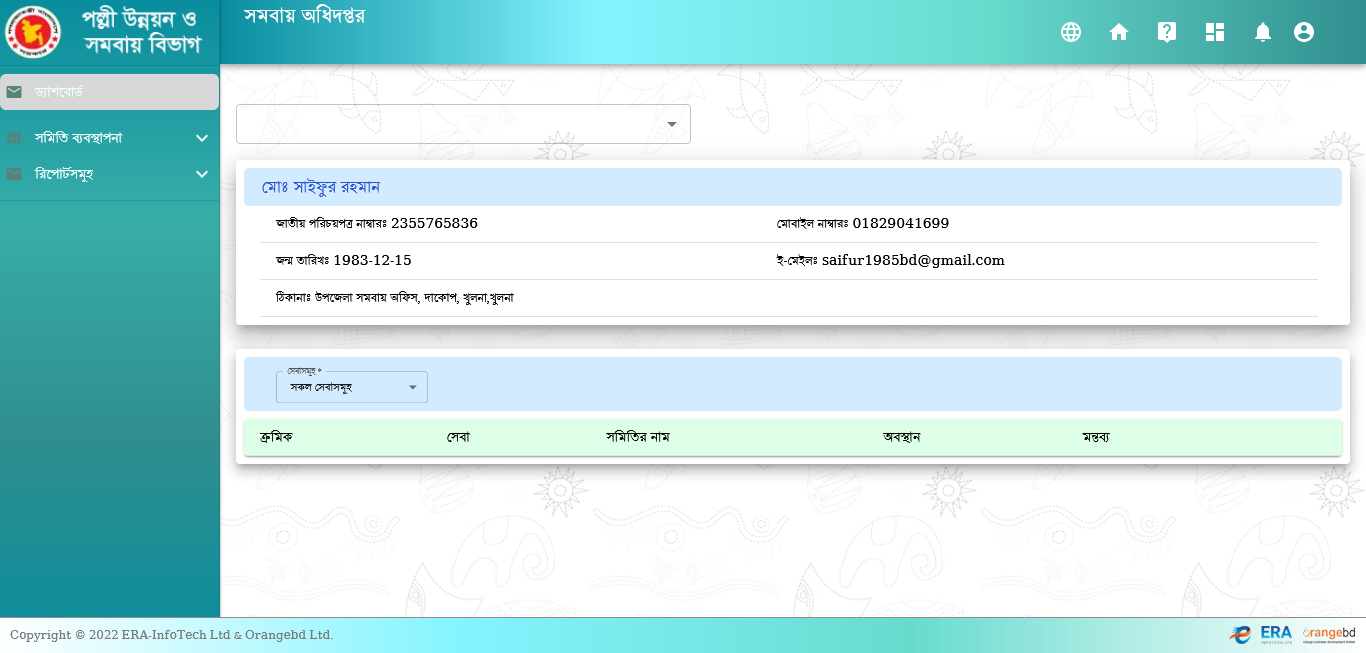 পল্লী উন্নয়ন ও
সমবায় বিভাগ
সমবায় অধিদপ্তর
ড্যাশবোর্ড
সমিতি ব্যবস্থাপনা
রিপোর্টসমুহ
মোঃ সাইফুর রহমান
জাতীয় পরিচয়পত্র নাম্বারঃ 2355765836
মোবাইল নাম্বারঃ 01829041699
জন্ম তারিখঃ 1983-12-15
ই-মেইলঃ saifur1985bd@gmail.com
ঠিকানাঃ উপজেলা সমবায় অফিস, দাকোপ, খুলনা,খুলনা
সেবাসমুহ *
সকল সেবাসমূহ
ক্রমিক সেবা সমিতির নাম অবস্থান মন্তব্য
Copyright © 2022 ERA-InfoTech Ltd & Orangebd Ltd.
ERA
INFOTECH LTD
orangebd